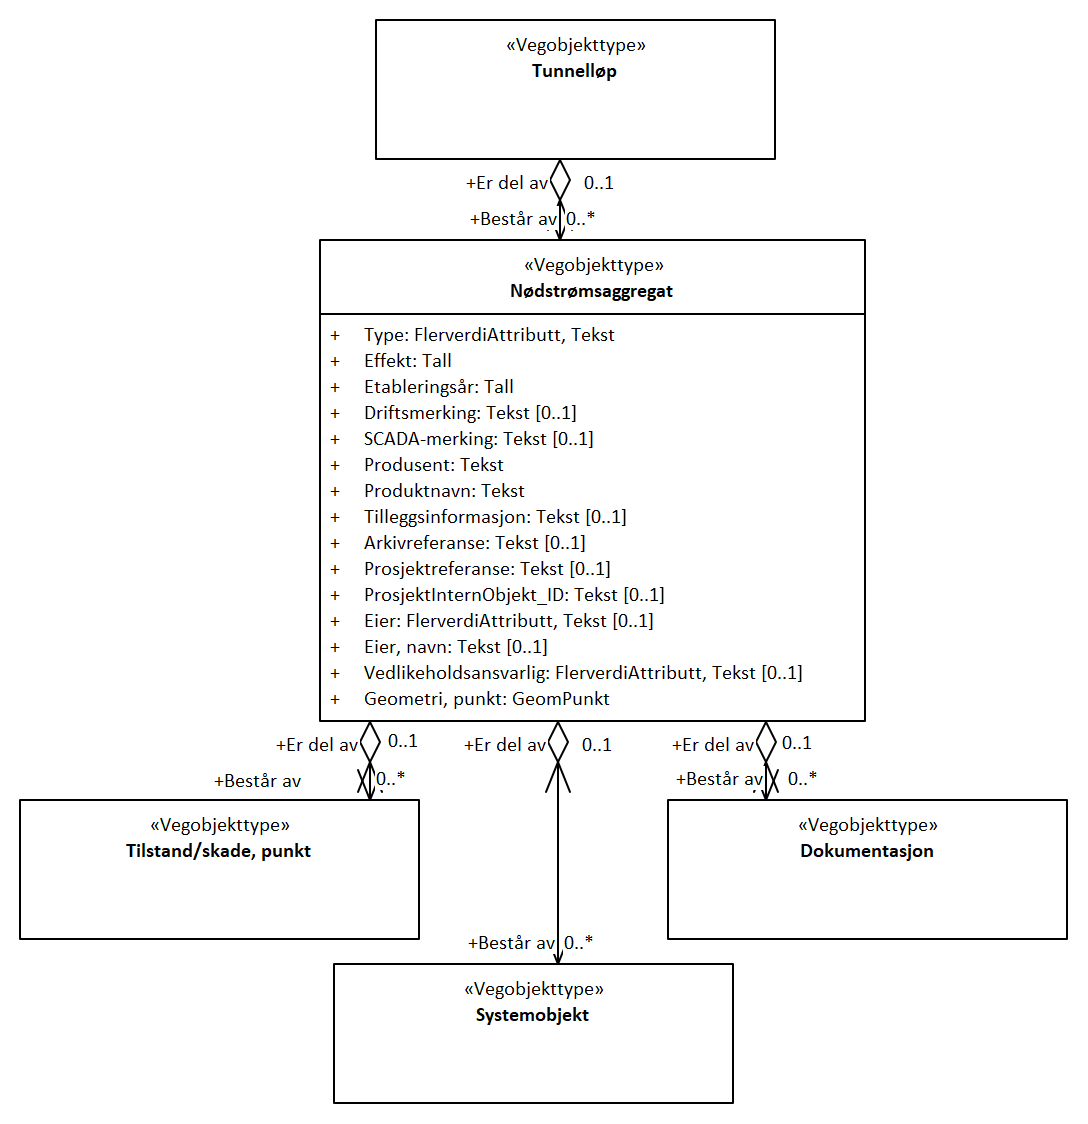 «Vegobjekttype»
Tunnelløp
+Er del av 0..1
+Består av 0..*
«Vegobjekttype»
Nødstrømsaggregat
+ Type: FlerverdiAttributt, Tekst
+ Effekt: Tall
+ Etableringsår: Tall
+ Driftsmerking: Tekst [0..1]
+ SCADA-merking: Tekst [0..1]
+ Produsent: Tekst
+ Produktnavn: Tekst
+ Tilleggsinformasjon: Tekst [0..1]
+ Arkivreferanse: Tekst [0..1]
+ Prosjektreferanse: Tekst [0..1]
+ ProsjektInternObjekt_ID: Tekst [0..1]
+ Eier: FlerverdiAttributt, Tekst [0..1]
+ Eier, navn: Tekst [0..1]
+ Vedlikeholdsansvarlig: FlerverdiAttributt, Tekst [0..1]
+ Geometri, punkt: GeomPunkt
+Er del av 0..1 +Er del av 0..1 +Er del av 0..1
+Består av 0..* +Består av 0..*
«Vegobjekttype»
Tilstand/skade, punkt
«Vegobjekttype»
Dokumentasjon
+Består av 0..*
«Vegobjekttype»
Systemobjekt